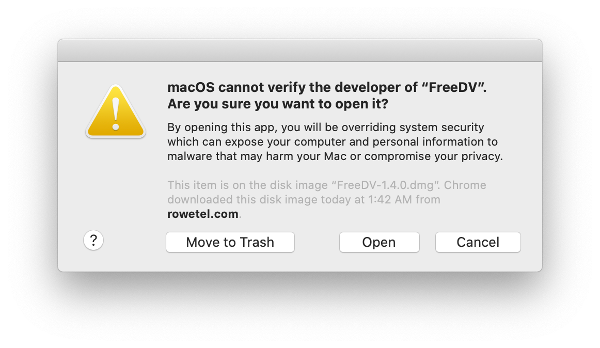 macOS cannot verify the developer of “FreeDV”.
Are you sure you want to open it?
By opening this app, you will be overriding system security
which can expose your computer and personal information to
malware that may harm your Mac or compromise your privacy.
This item is on the disk image “FreeDV-1.4.0.dmg”. Chrome
downloaded this disk image today at 1:42 AM from
rowetel.com.
? Move to Trash Open Cancel